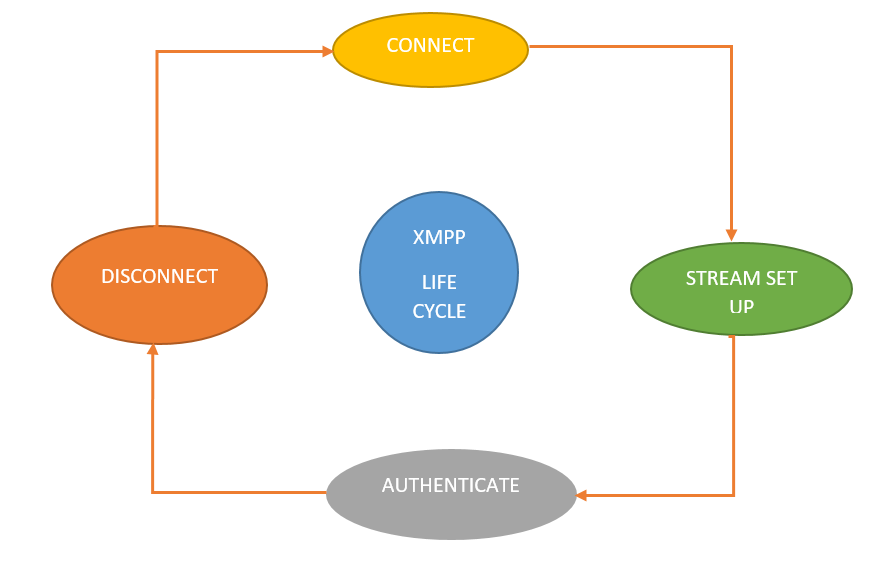 CONNECT
XMPP
LIFE
CYCLE
DISCONNECT
STREAM SET
UP
AUTHENTICATE